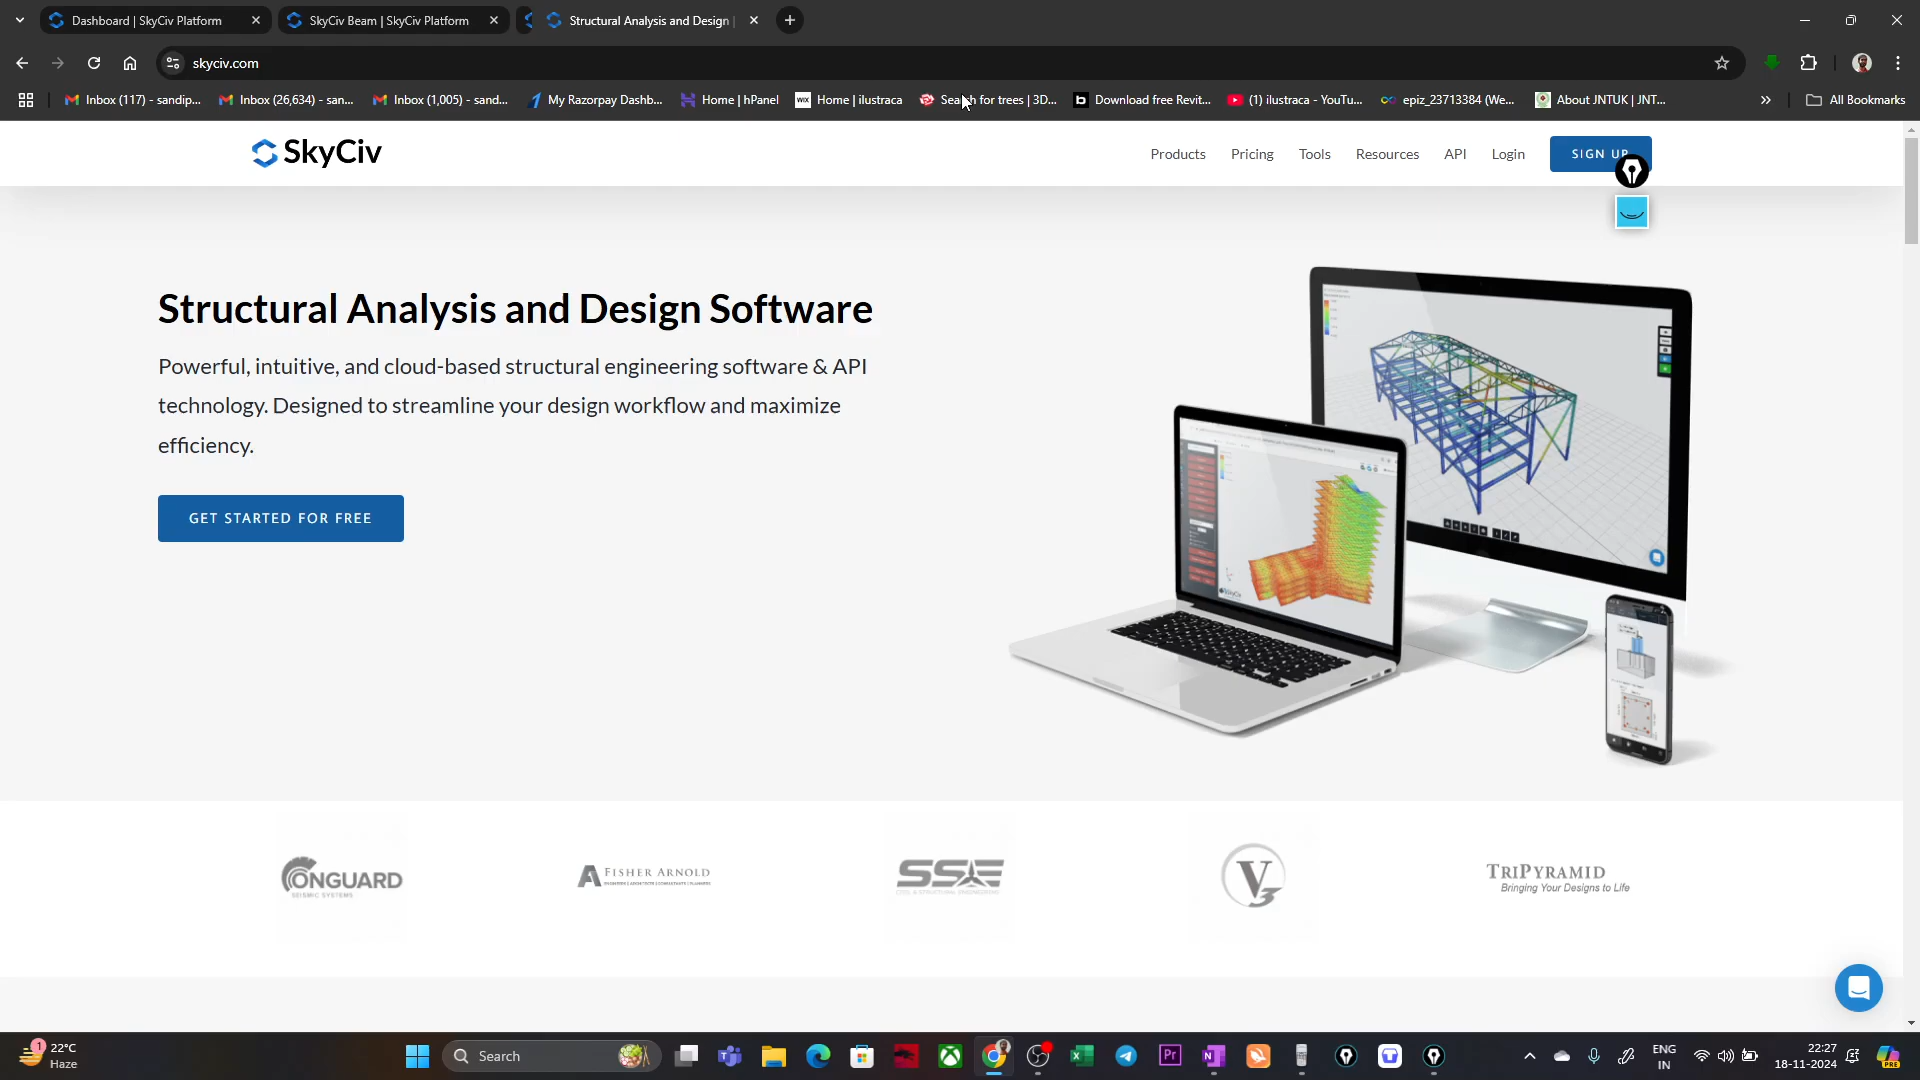 Dashboard | SkyCiv Platform
SkyCiv Beam | SkyCiv Platform
Structural Analysis and Design |
skyciv.com
Inbox (117) - sandip...
Inbox (26,634) - san...
Inbox (1,005) - sand...
My Razorpay Dashb...
Home | hPanel
Home | ilustraca
Search for trees | 3D...
Download free Revit...
(1) ilustraca - YouTu...
epiz_23713384 (We...
About JNTUK | JNT...
All Bookmarks
SkyCiv
Products
Pricing
Tools
Resources
API
Login
SIGN UP
Structural Analysis and Design Software
Powerful, intuitive, and cloud-based structural engineering software & API
technology. Designed to streamline your design workflow and maximize
efficiency.
GET STARTED FOR FREE
ONGUARD
SEISMIC SYSTEMS
FISHER ARNOLD
SSE
V3
TRIPYRAMID
Bringing Your Designs to Life
1
22°C
Haze
Search
ENG
IN
22:27
18-11-2024